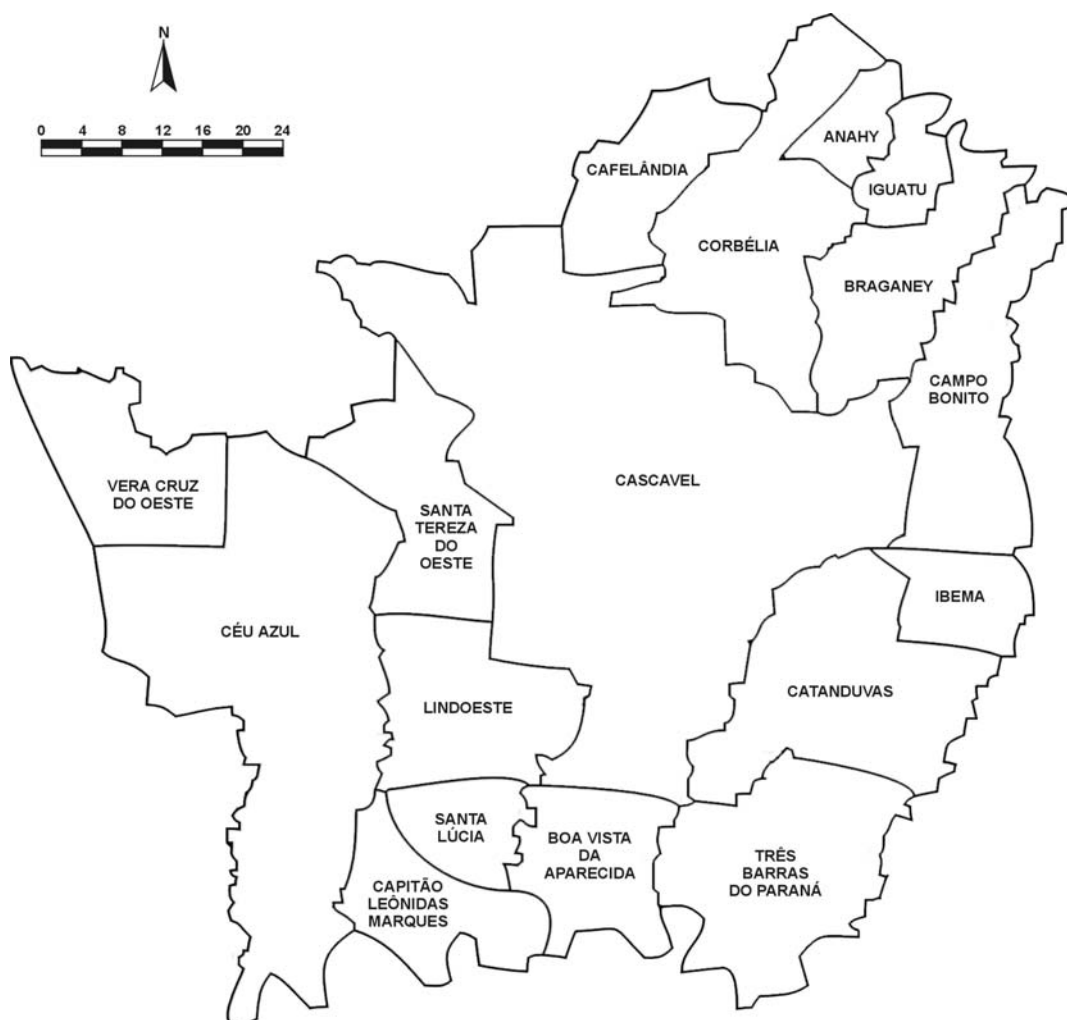 N
0 4 8 12 16 20 24
ANAHY
CAFELÂNDIA
IGUATU
CORBÉLIA
BRAGANEY
CAMPO
BONITO
VERA CRUZ
DO OESTE
CASCAVEL
SANTA
TEREZA
DO
OESTE
IBEMA
CÉU AZUL
CATANDUVAS
LINDOESTE
SANTA
LÚCIA
BOA VISTA
DA
APARECIDA
TRÊS
BARRAS
DO PARANÁ
CAPITÃO
LEÔNIDAS
MARQUES